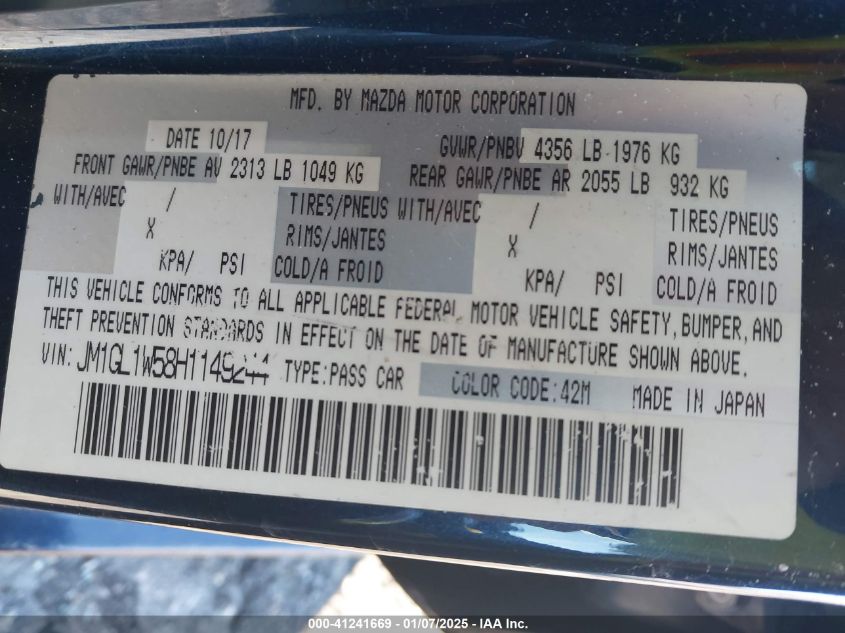 MFD. BY MAZDA MOTOR CORPORATION
DATE 10/17 GVWR/PNBV 4356 LB 1976 KG
FRONT GAWR/PNBE AV 2313 LB 1049 KG REAR GAWR/PNBE AR 2055 LB 932 KG
WITH/AVEC / TIRES/PNEUS WITH/AVEC / TIRES/PNEUS
X RIMS/JANTES X RIMS/JANTES
KPA/ PSI COLD/A FROID KPA/ PSI COLD/A FROID
THIS VEHICLE CONFORMS TO ALL APPLICABLE FEDERAL MOTOR VEHICLE SAFETY, BUMPER, AND
THEFT PREVENTION STANDARDS IN EFFECT ON THE DATE OF MANUFACTURE SHOWN ABOVE.
VIN: JM1GL1W58H1149244 TYPE:PASS CAR COLOR CODE:42M MADE IN JAPAN
000-41241669 - 01/07/2025 - IAA Inc.